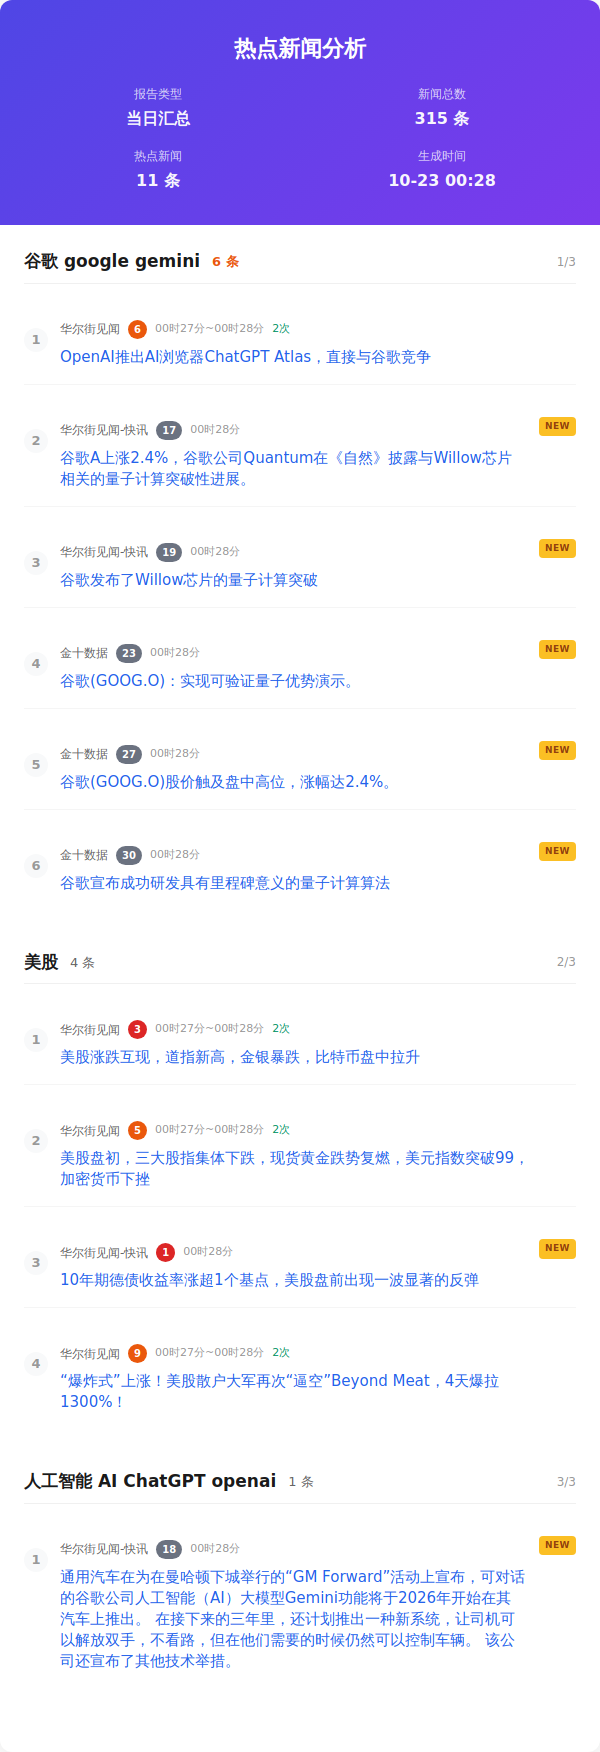 热点新闻分析
报告类型
当日汇总
新闻总数
315 条
热点新闻
11 条
生成时间
10-23 00:28
谷歌 google gemini 6 条 1/3
1
华尔街见闻 6 00时27分~00时28分 2次
OpenAI推出AI浏览器ChatGPT Atlas，直接与谷歌竞争
2
华尔街见闻-快讯 17 00时28分 NEW
谷歌A上涨2.4%，谷歌公司Quantum在《自然》披露与Willow芯片
相关的量子计算突破性进展。
3
华尔街见闻-快讯 19 00时28分 NEW
谷歌发布了Willow芯片的量子计算突破
4
金十数据 23 00时28分 NEW
谷歌(GOOG.O)：实现可验证量子优势演示。
5
金十数据 27 00时28分 NEW
谷歌(GOOG.O)股价触及盘中高位，涨幅达2.4%。
6
金十数据 30 00时28分 NEW
谷歌宣布成功研发具有里程碑意义的量子计算算法
美股 4 条 2/3
1
华尔街见闻 3 00时27分~00时28分 2次
美股涨跌互现，道指新高，金银暴跌，比特币盘中拉升
2
华尔街见闻 5 00时27分~00时28分 2次
美股盘初，三大股指集体下跌，现货黄金跌势复燃，美元指数突破99，
加密货币下挫
3
华尔街见闻-快讯 1 00时28分 NEW
10年期德债收益率涨超1个基点，美股盘前出现一波显著的反弹
4
华尔街见闻 9 00时27分~00时28分 2次
“爆炸式”上涨！美股散户大军再次“逼空”Beyond Meat，4天爆拉
1300%！
人工智能 AI ChatGPT openai 1 条 3/3
1
华尔街见闻-快讯 18 00时28分 NEW
通用汽车在为在曼哈顿下城举行的“GM Forward”活动上宣布，可对话
的谷歌公司人工智能（AI）大模型Gemini功能将于2026年开始在其
汽车上推出。 在接下来的三年里，还计划推出一种新系统，让司机可
以解放双手，不看路，但在他们需要的时候仍然可以控制车辆。 该公
司还宣布了其他技术举措。